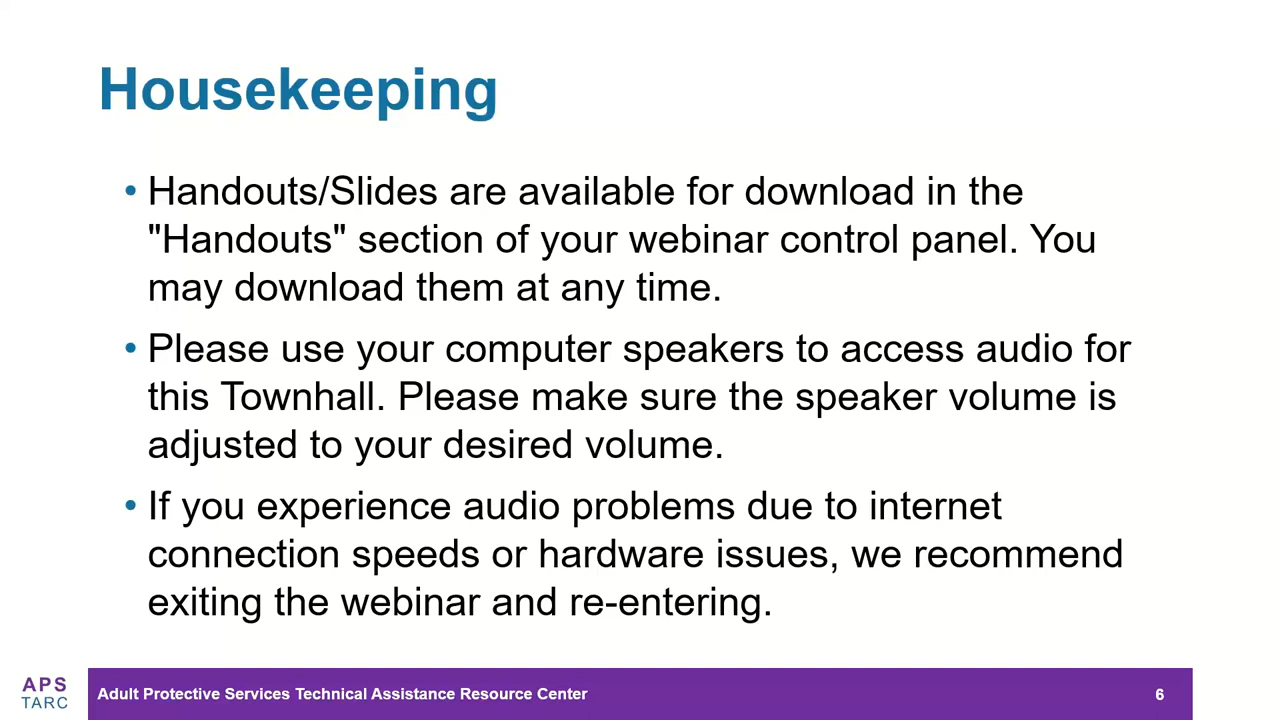 Housekeeping
• Handouts/Slides are available for download in the
"Handouts" section of your webinar control panel. You
may download them at any time.
• Please use your computer speakers to access audio for
this Townhall. Please make sure the speaker volume is
adjusted to your desired volume.
• If you experience audio problems due to internet
connection speeds or hardware issues, we recommend
exiting the webinar and re-entering.
APS
TARC
Adult Protective Services Technical Assistance Resource Center
6